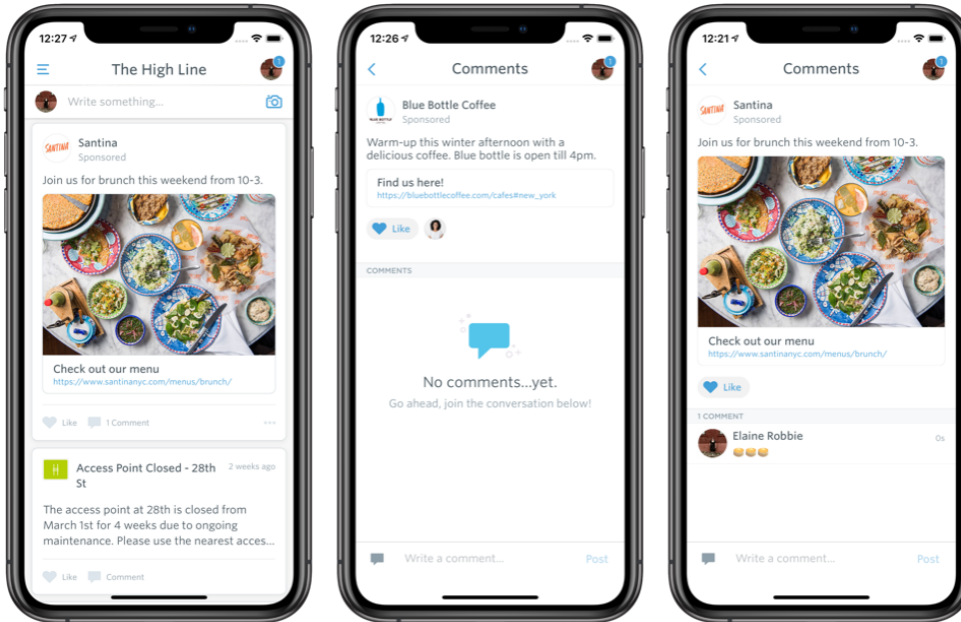 12:27
The High Line
1
Write something...
SANTINA
Santina
Sponsored
Join us for brunch this weekend from 10-3.
Check out our menu
https://www.santinanyc.com/menus/brunch/
Like
1 Comment
H
Access Point Closed - 28th
St
2 weeks ago
The access point at 28th is closed from
March 1st for 4 weeks due to ongoing
maintenance. Please use the nearest acces...
Like
Comment
12:26
Comments
1
BLUE BOTTLE
Blue Bottle Coffee
Sponsored
Warm-up this winter afternoon with a
delicious coffee. Blue bottle is open till 4pm.
Find us here!
https://bluebottlecoffee.com/cafes#new_york
Like
COMMENTS
No comments...yet.
Go ahead, join the conversation below!
Write a comment...
Post
12:21
Comments
1
SANTINA
Santina
Sponsored
Join us for brunch this weekend from 10-3.
Check out our menu
https://www.santinanyc.com/menus/brunch/
Like
1 COMMENT
Elaine Robbie
0s
Write a comment...
Post